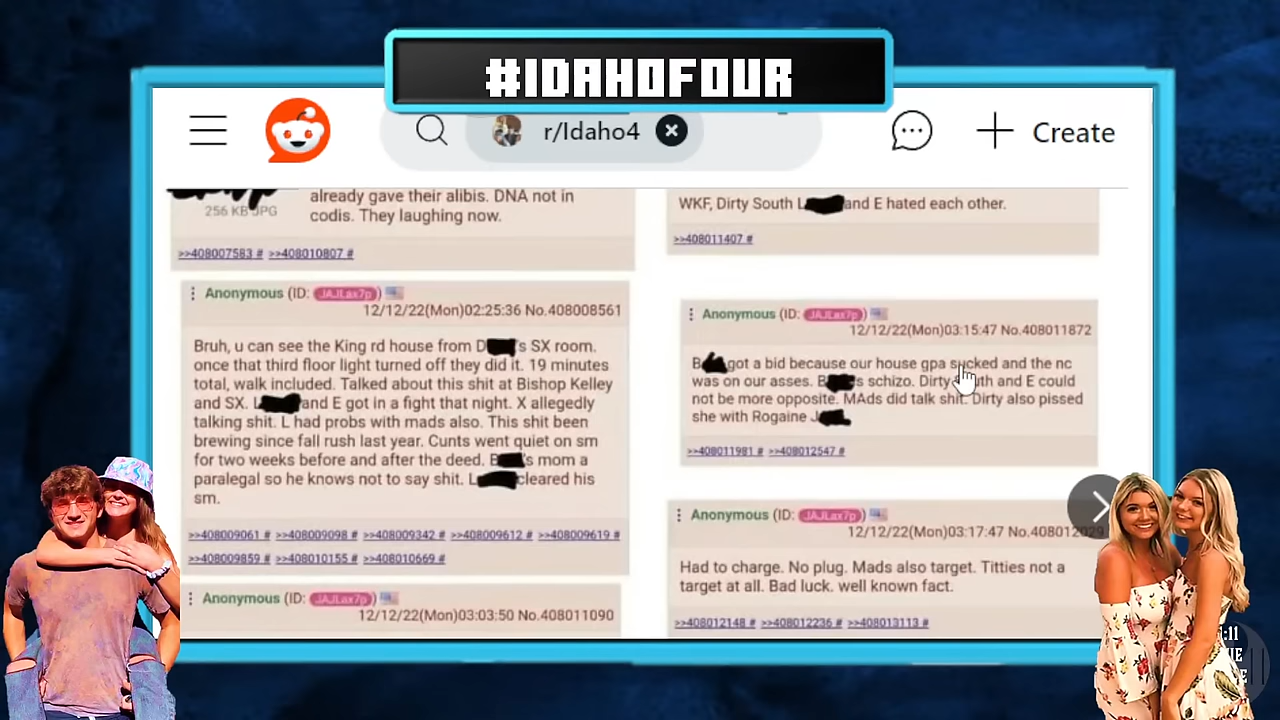 #IDAHOFOUR
r/Idaho4
Create
256 KB JPG
already gave their alibis. DNA not in
codis. They laughing now.
>>408007583 # >>408010807 #
Anonymous (ID: JAJLax7p)
12/12/22(Mon)02:25:36 No.408008561
Bruh, u can see the King rd house from D 's SX room.
once that third floor light turned off they did it. 19 minutes
total, walk included. Talked about this shit at Bishop Kelley
and SX. L and E got in a fight that night. X allegedly
talking shit. L had probs with mads also. This shit been
brewing since fall rush last year. Cunts went quiet on sm
for two weeks before and after the deed. B 's mom a
paralegal so he knows not to say shit. L cleared his
sm.
>>408009061 # >>408009098 # >>408009342 # >>408009612 # >>408009619 #
>>408009859 # >>408010155 # >>408010669 #
Anonymous (ID: JAJLax7p)
12/12/22(Mon)03:03:50 No.408011090
WKF, Dirty South L and E hated each other.
>>408011407 #
Anonymous (ID: JAJLax7p)
12/12/22(Mon)03:15:47 No.408011872
B got a bid because our house gpa sucked and the nc
was on our asses. B 's schizo. Dirty South and E could
not be more opposite. MAds did talk shit. Dirty also pissed
she with Rogaine J
>>408011981 # >>408012547 #
Anonymous (ID: JAJLax7p)
12/12/22(Mon)03:17:47 No.408012029
Had to charge. No plug. Mads also target. Titties not a
target at all. Bad luck. well known fact.
>>408012148 # >>408012236 # >>408013113 #
:11